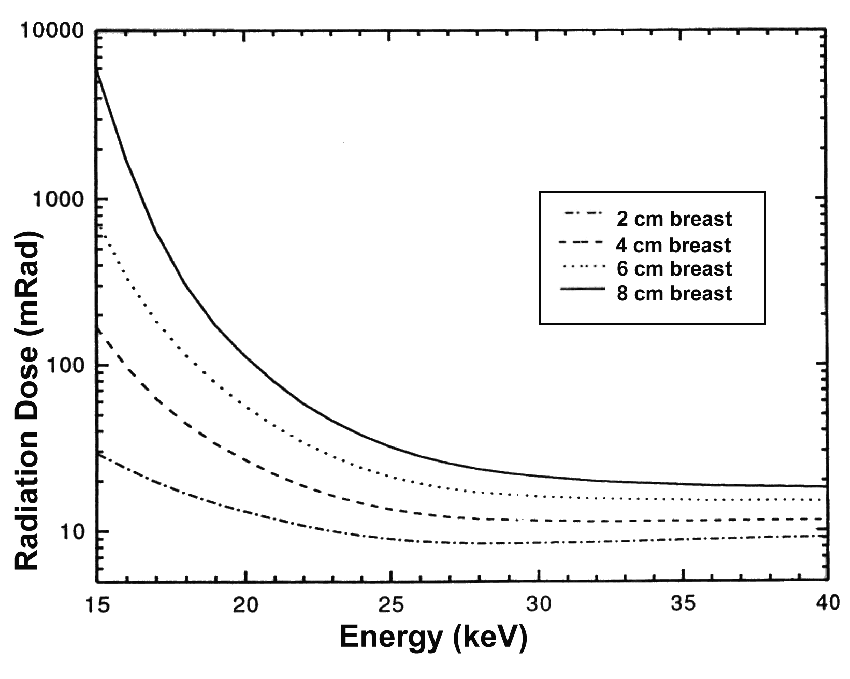 10000
1000
100
10
Radiation Dose (mRad)
2 cm breast
4 cm breast
6 cm breast
8 cm breast
15 20 25 30 35 40
Energy (keV)